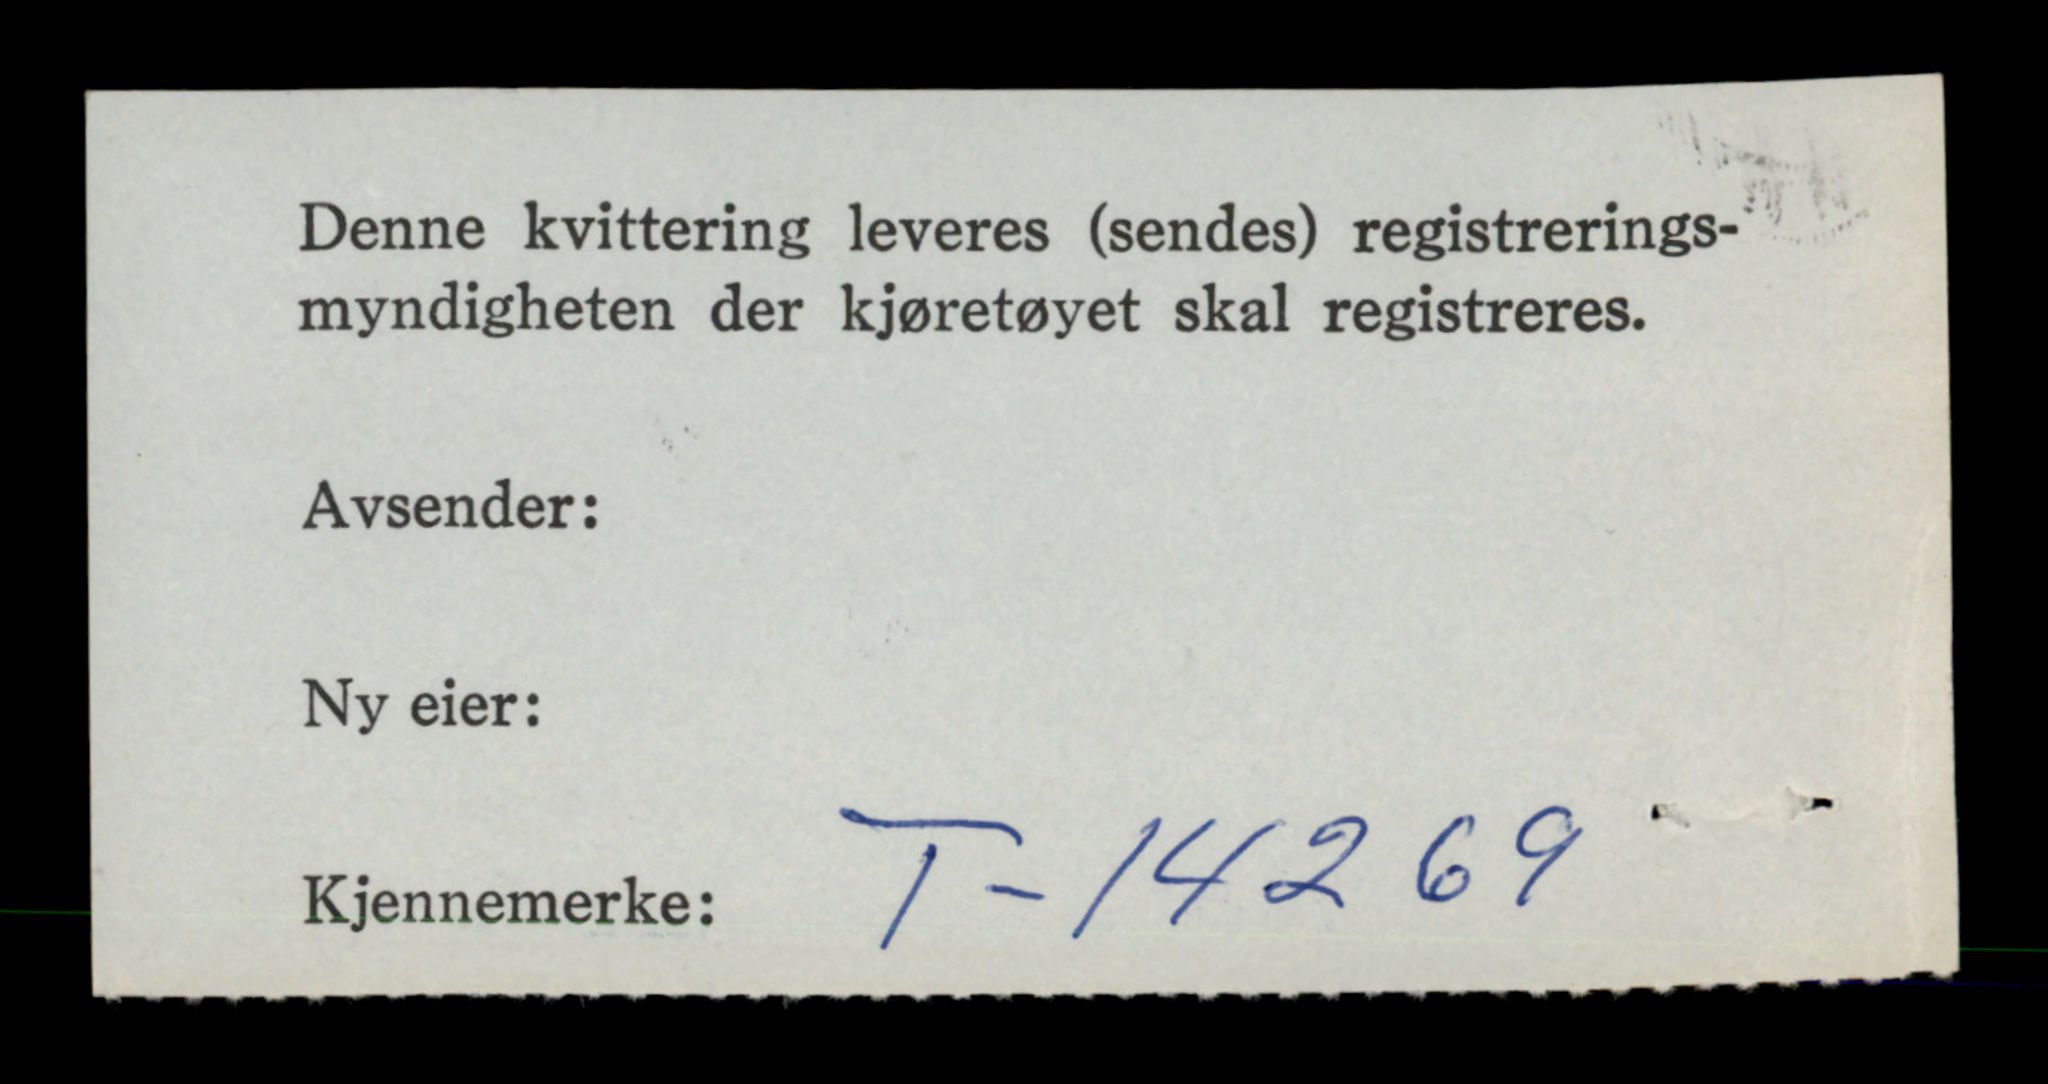 Denne kvittering leveres (sendes) registrerings-
myndigheten der kjøretøyet skal registreres.
Avsender:
Ny eier:
Kjennemerke: T-14269